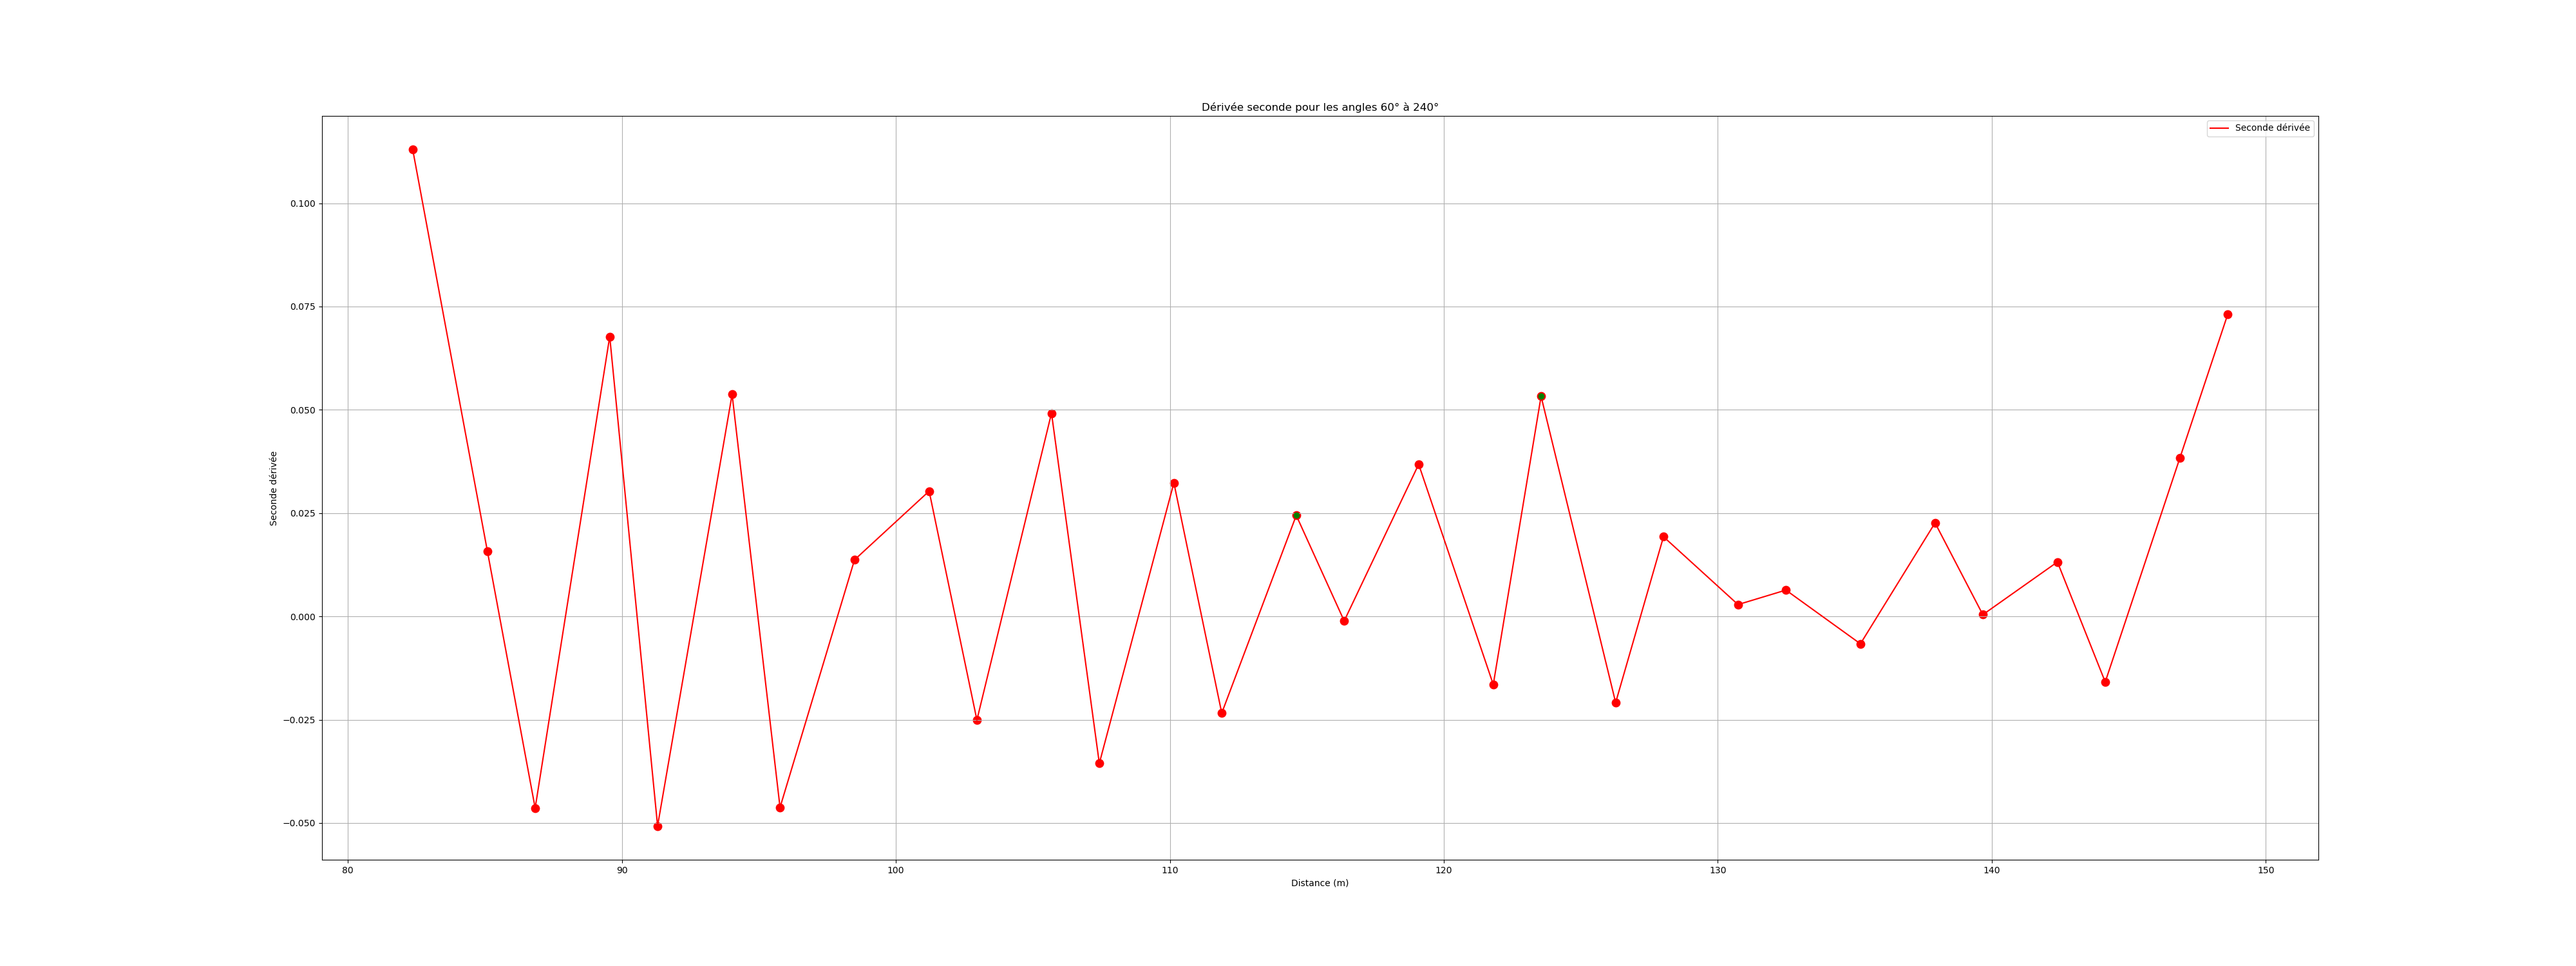 Dérivée seconde pour les angles 60° à 240°
Seconde dérivée
0.100
0.075
0.050
0.025
0.000
−0.025
−0.050
Seconde dérivée
80 90 100 110 120 130 140 150
Distance (m)